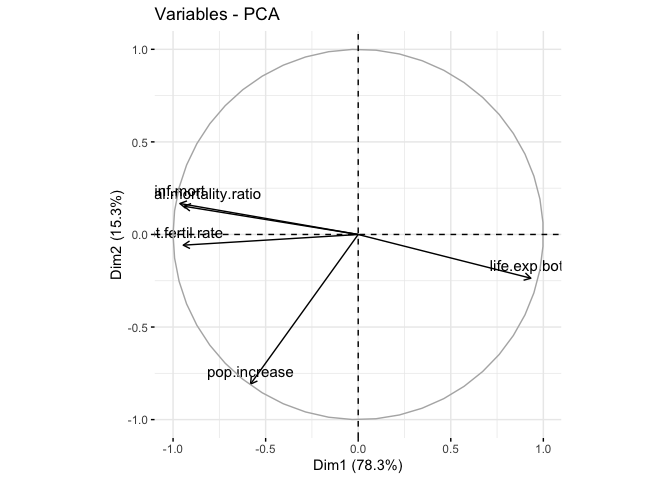 Variables - PCA
1.0
0.5
inf.mort
al.mortality.ratio
t.fertil.rate
0.0
life.exp.bot
-0.5
pop.increase
-1.0
-1.0 -0.5 0.0 0.5 1.0
Dim1 (78.3%)
Dim2 (15.3%)